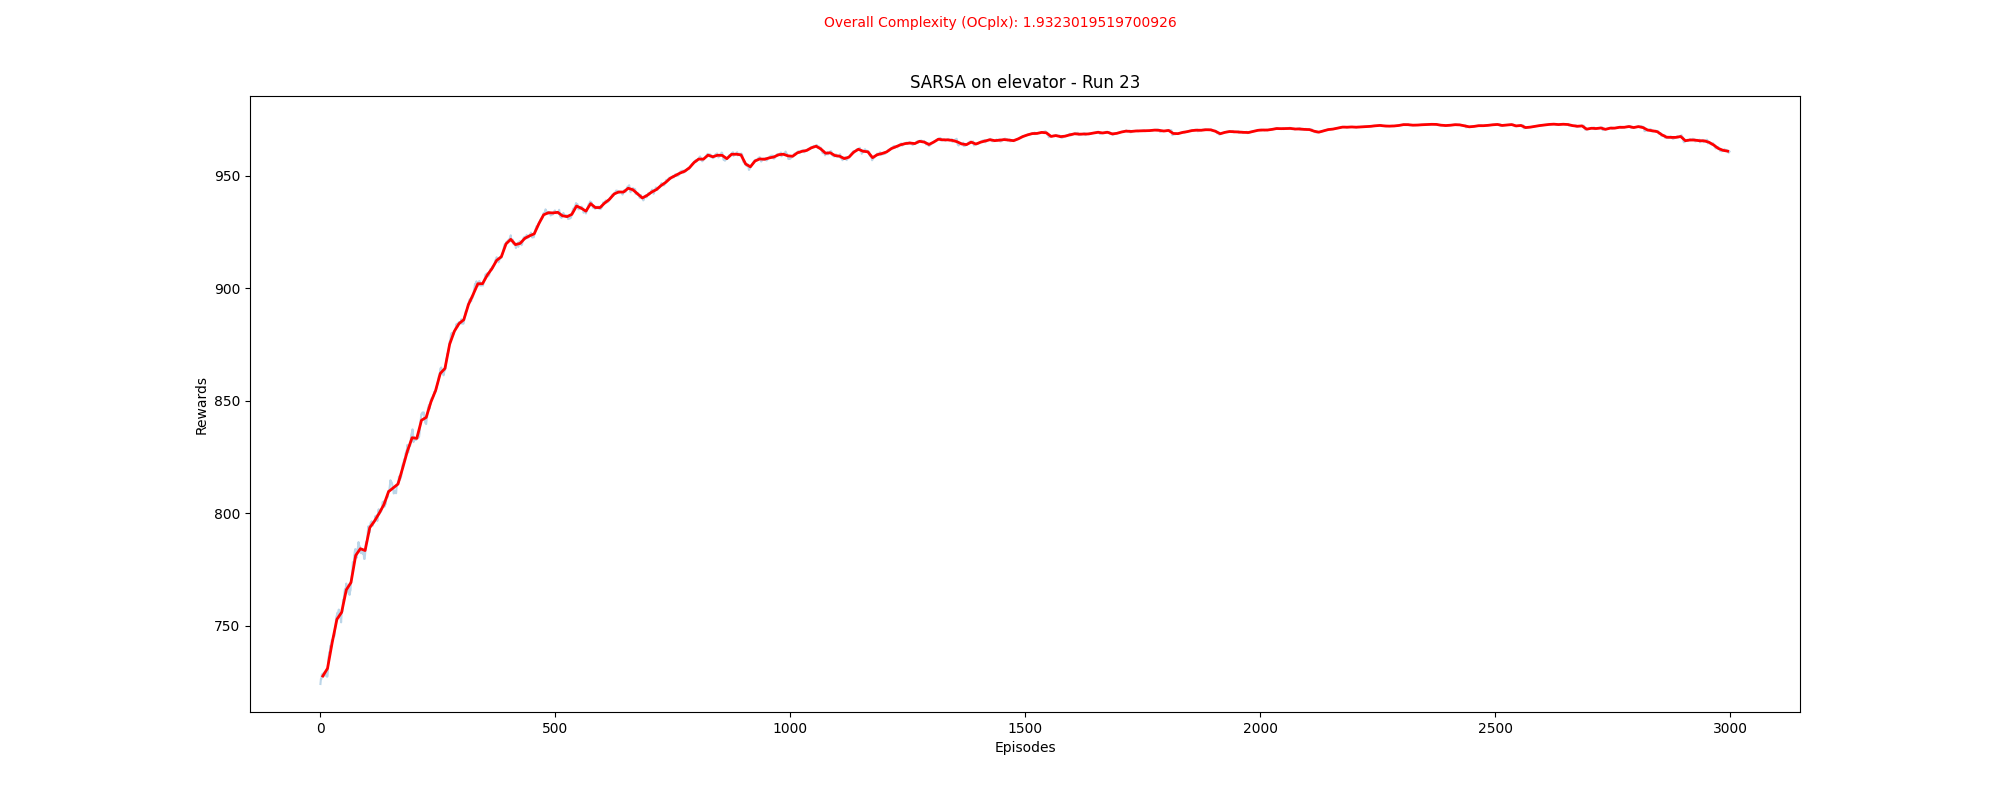 Overall Complexity (OCplx): 1.9323019519700926
SARSA on elevator - Run 23
950
900
850
800
750
Rewards
0 500 1000 1500 2000 2500 3000
Episodes